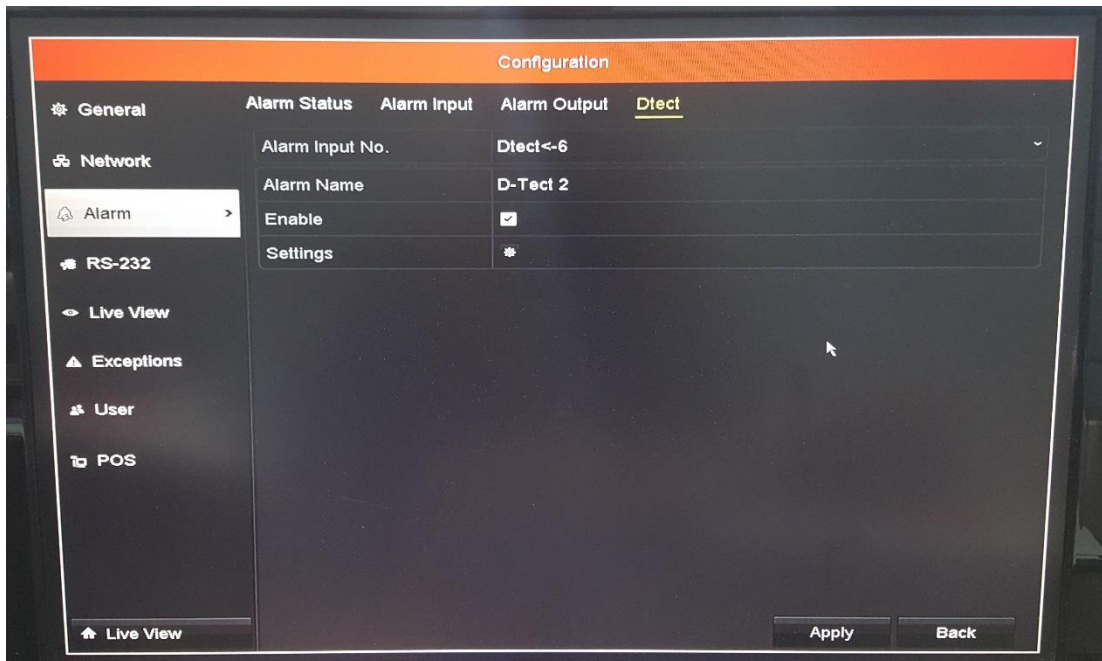 Configuration
General
Network
Alarm
RS-232
Live View
Exceptions
User
POS
Live View
Alarm Status Alarm Input Alarm Output Dtect
Alarm Input No. Dtect<-6
Alarm Name D-Tect 2
Enable
Settings
Apply Back